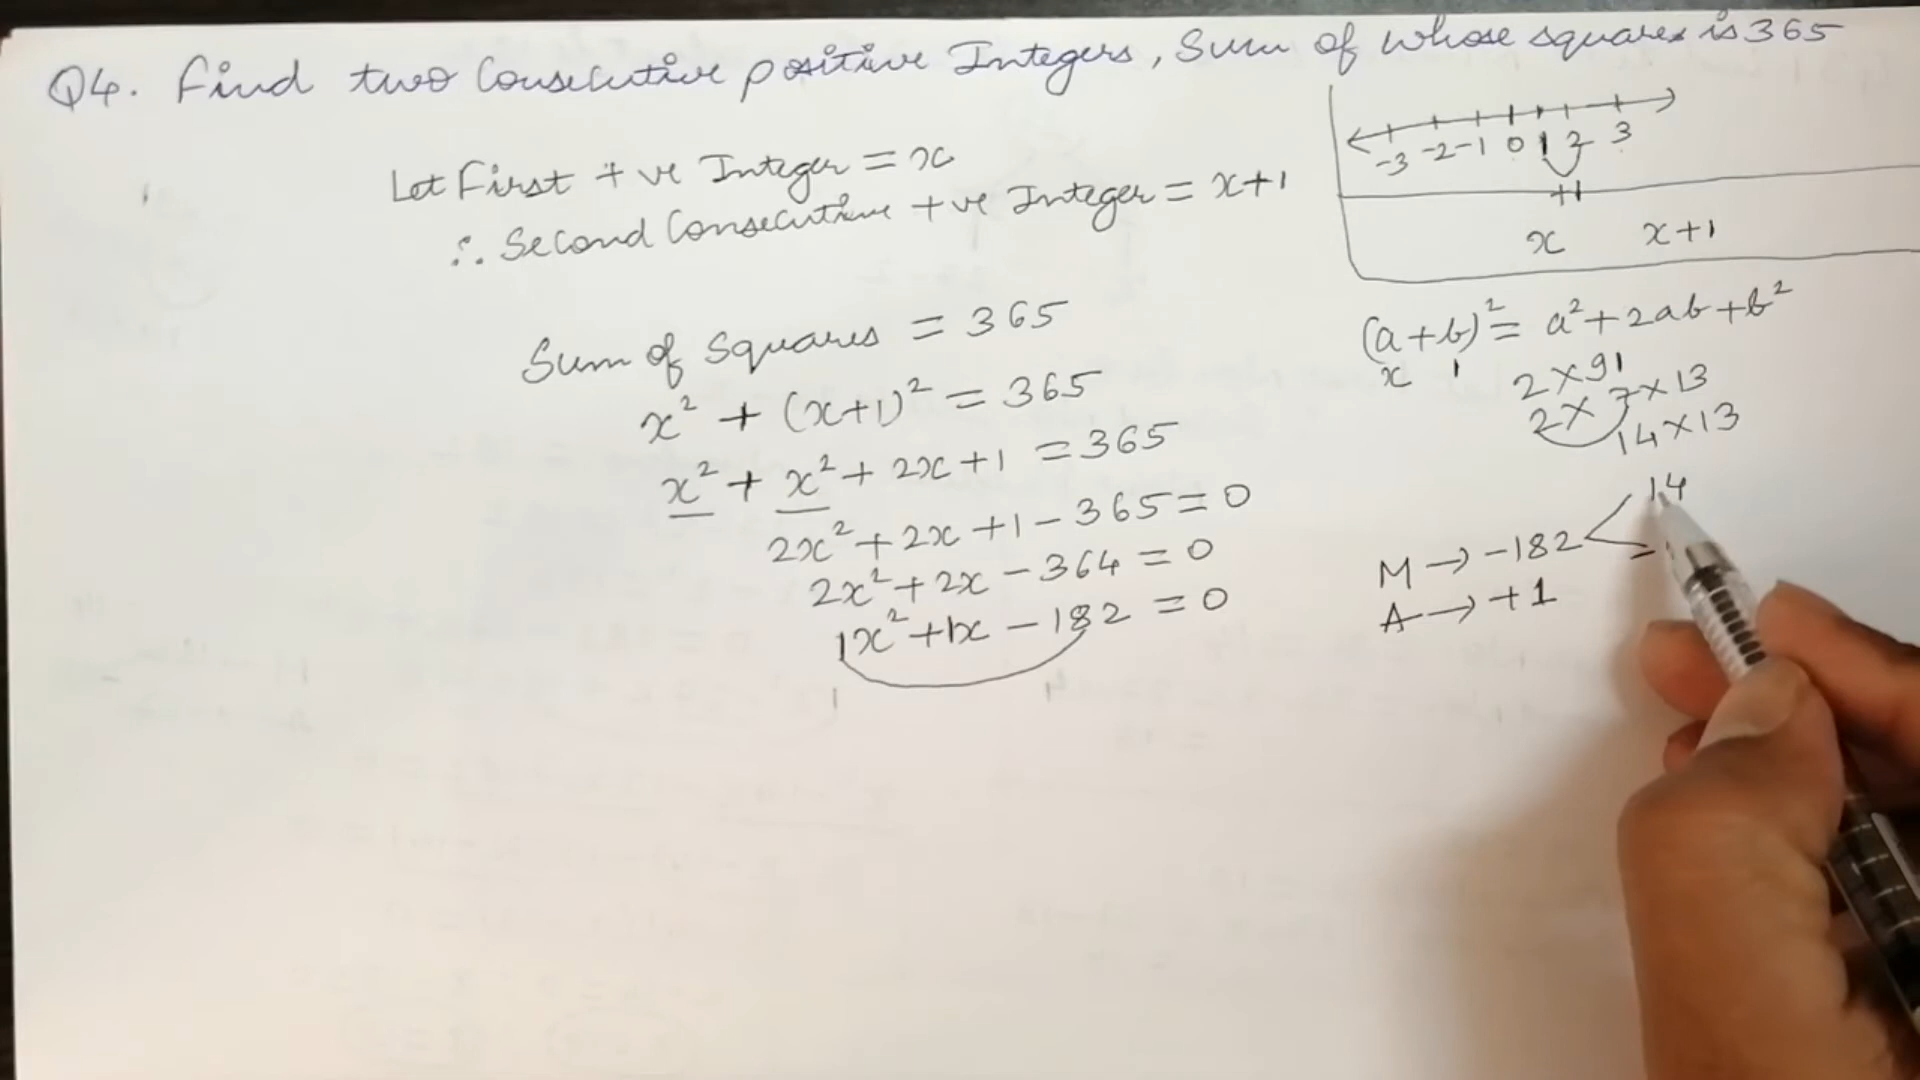 Q4. Find two Consecutive positive Integers, Sum of whose squares is 365
Let First +ve Integer = x
∴ Second Consecutive +ve Integer = x+1
Sum of Squares = 365
x² + (x+1)² = 365
x² + x² + 2x + 1 = 365
2x² + 2x + 1 - 365 = 0
2x² + 2x - 364 = 0
1x² + 1x - 182 = 0
-3 -2 -1 0 1 2 3
+1
x x+1
(a+b)² = a² + 2ab + b²
x 1
2×91
2×7×13
14×13
14
M → -182
A → +1